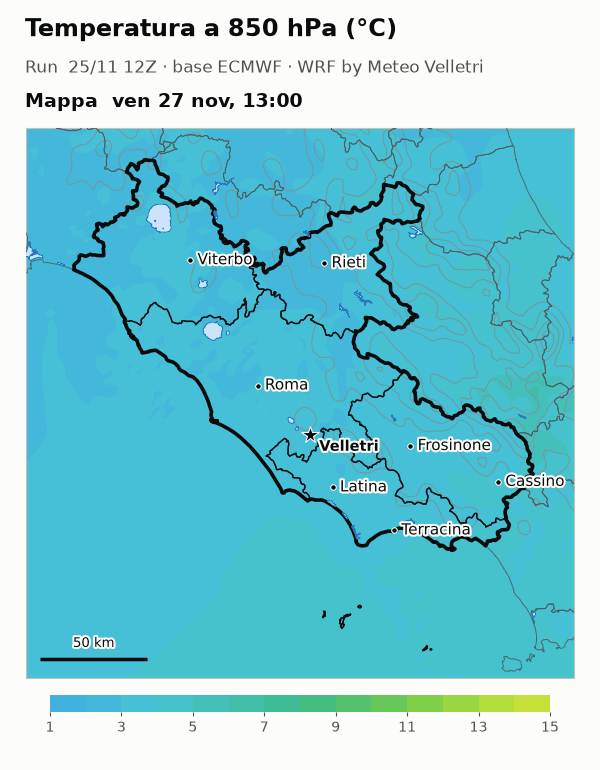 Temperatura a 850 hPa (°C)
Run  25/11 12Z · base ECMWF · WRF by Meteo Velletri
Mappa  ven 27 nov, 13:00
Viterbo
Rieti
Roma
Velletri
Frosinone
Cassino
Latina
Terracina
50 km
1 3 5 7 9 11 13 15